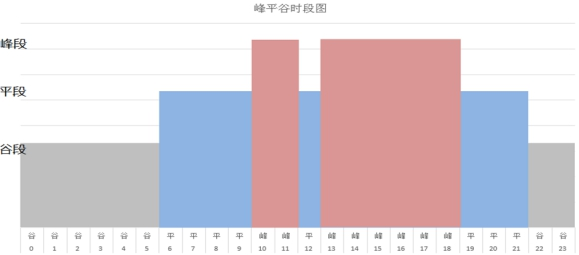 峰平谷时段图
峰段
平段
谷段
谷 谷 谷 谷 谷 谷 平 平 平 平 峰 峰 平 峰 峰 峰 峰 峰 峰 平 平 平 谷 谷
0 1 2 3 4 5 6 7 8 9 10 11 12 13 14 15 16 17 18 19 20 21 22 23